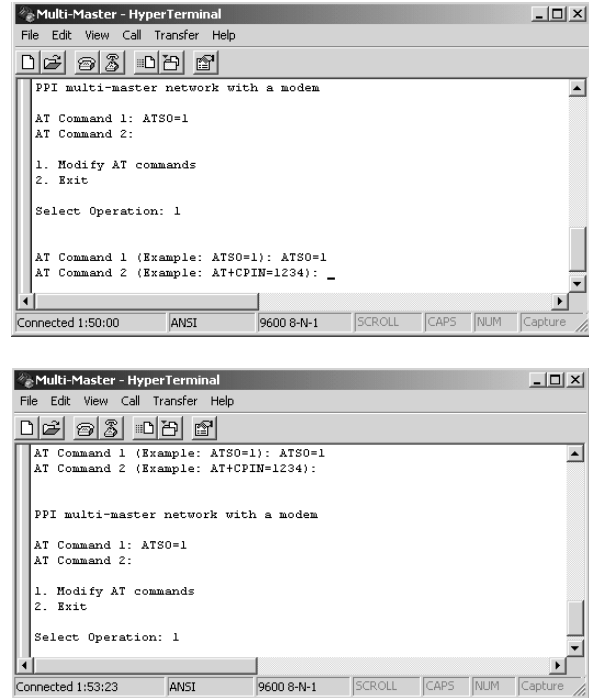 Multi-Master - HyperTerminal
File Edit View Call Transfer Help
PPI multi-master network with a modem
AT Command 1: ATS0=1
AT Command 2:
1. Modify AT commands
2. Exit
Select Operation: 1
AT Command 1 (Example: ATS0=1): ATS0=1
AT Command 2 (Example: AT+CPIN=1234): _
Connected 1:50:00 ANSI 9600 8-N-1 SCROLL CAPS NUM Capture
Multi-Master - HyperTerminal
File Edit View Call Transfer Help
AT Command 1 (Example: ATS0=1): ATS0=1
AT Command 2 (Example: AT+CPIN=1234):
PPI multi-master network with a modem
AT Command 1: ATS0=1
AT Command 2:
1. Modify AT commands
2. Exit
Select Operation: 1
Connected 1:53:23 ANSI 9600 8-N-1 SCROLL CAPS NUM Capture